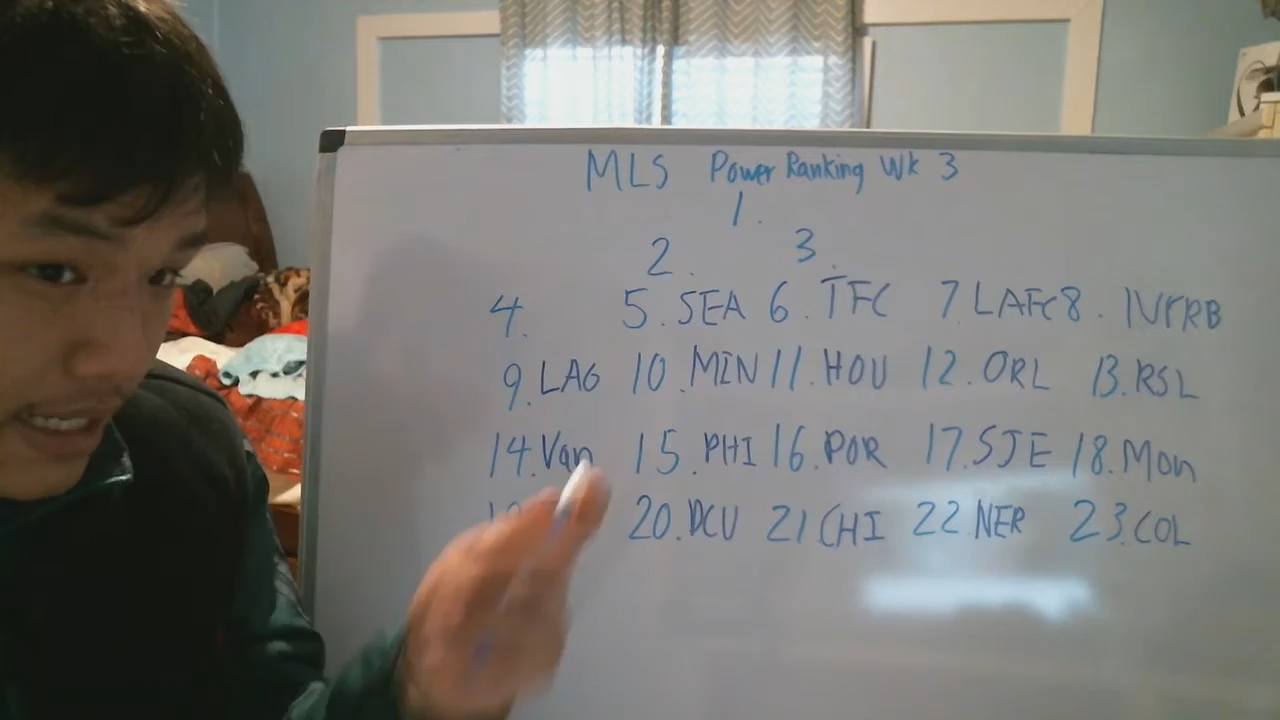 MLS Power Ranking Wk 3
1.
2. 3.
4. 5. SEA 6. TFC 7. LAFC 8. NYRB
9. LAG 10. MIN 11. HOU 12. ORL 13. RSL
14. Van 15. PHI 16. POR 17. SJE 18. Mon
20. DCU 21 CHI 22 NER 23. COL